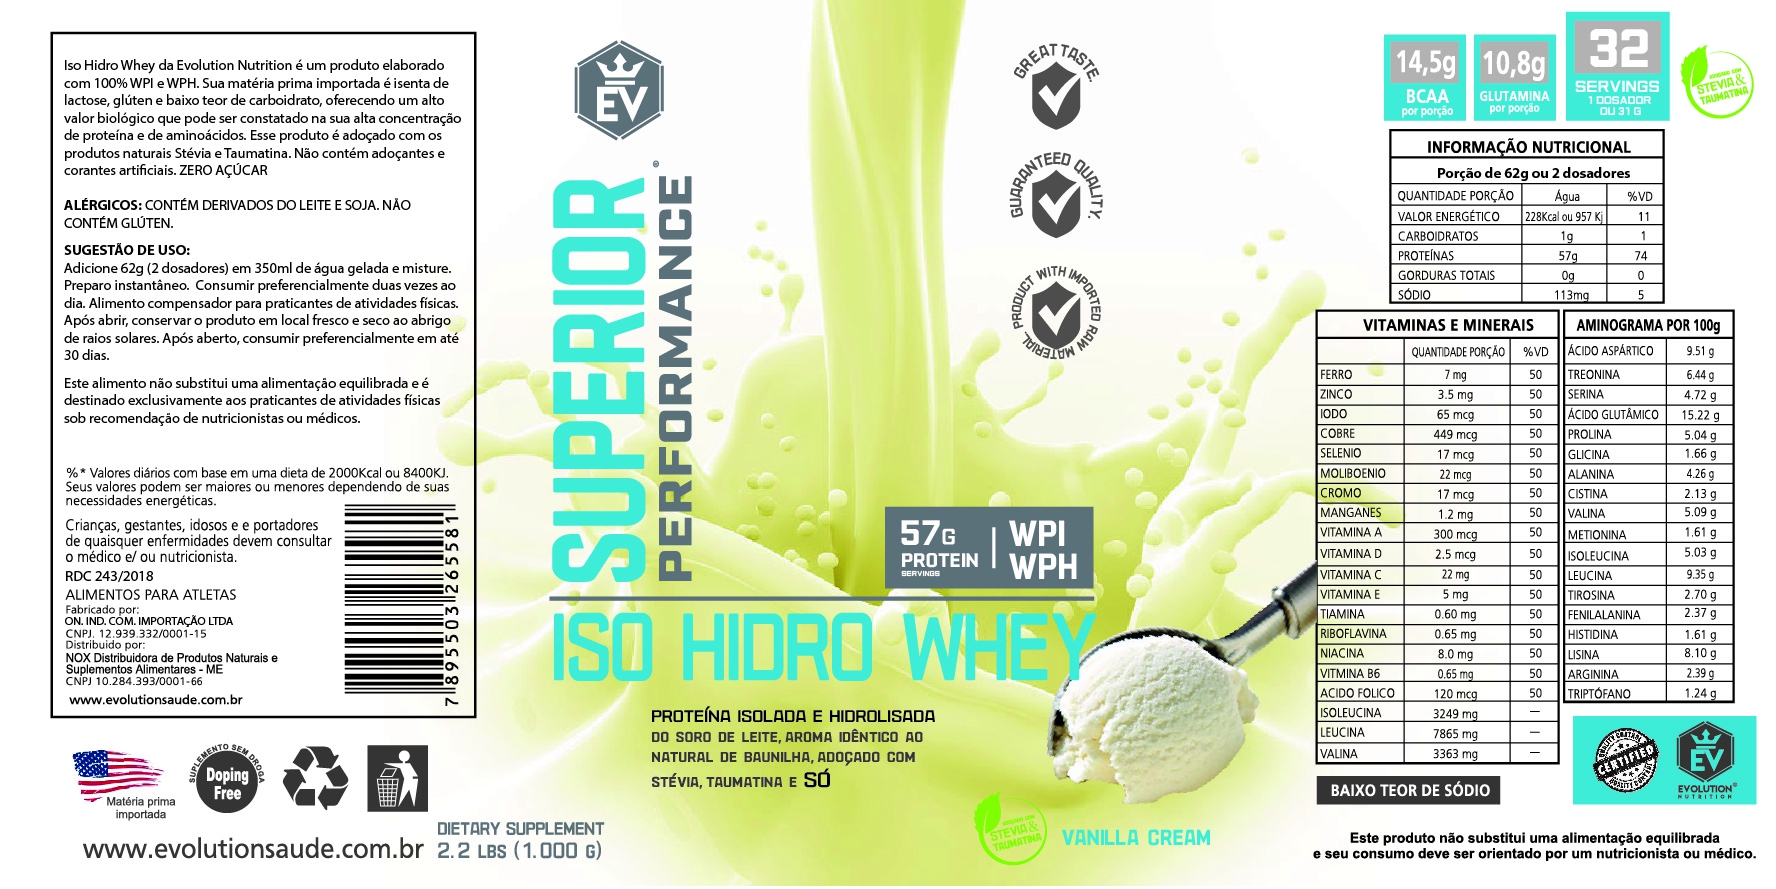 Iso Hidro Whey da Evolution Nutrition é um produto elaborado
com 100% WPI e WPH. Sua matéria prima importada é isenta de
lactose, glúten e baixo teor de carboidrato, oferecendo um alto
valor biológico que pode ser constatado na sua alta concentração
de proteína e de aminoácidos. Esse produto é adoçado com os
produtos naturais Stévia e Taumatina. Não contém adoçantes e
corantes artificiais. ZERO AÇÚCAR
ALÉRGICOS: CONTÉM DERIVADOS DO LEITE E SOJA. NÃO
CONTÉM GLÚTEN.
SUGESTÃO DE USO:
Adicione 62g (2 dosadores) em 350ml de água gelada e misture.
Preparo instantâneo. Consumir preferencialmente duas vezes ao
dia. Alimento compensador para praticantes de atividades físicas.
Após abrir, conservar o produto em local fresco e seco ao abrigo
de raios solares. Após aberto, consumir preferencialmente em até
30 dias.
Este alimento não substitui uma alimentação equilibrada e é
destinado exclusivamente aos praticantes de atividades físicas
sob recomendação de nutricionistas ou médicos.
%* Valores diários com base em uma dieta de 2000Kcal ou 8400KJ.
Seus valores podem ser maiores ou menores dependendo de suas
necessidades energéticas.
Crianças, gestantes, idosos e e portadores
de quaisquer enfermidades devem consultar
o médico e/ ou nutricionista.
RDC 243/2018
ALIMENTOS PARA ATLETAS
Fabricado por:
ON. IND. COM. IMPORTAÇÃO LTDA
CNPJ. 12.939.332/0001-15
Distribuido por:
NOX Distribuidora de Produtos Naturais e
Suplementos Alimentares - ME
CNPJ 10.284.393/0001-66
www.evolutionsaude.com.br
7 895503 265581
Matéria prima
importada
SUPLEMENTO SEM DROGA
Doping
Free
www.evolutionsaude.com.br
DIETARY SUPPLEMENT
2.2 LBS (1.000 G)
EV
SUPERIOR
PERFORMANCE®
GREAT TASTE.
GUARANTEED QUALITY.
PRODUCT WITH IMPORTED RAW MATERIAL.
57G
PROTEIN
SERVINGS
WPI
WPH
ISO HIDRO WHEY
PROTEÍNA ISOLADA E HIDROLISADA
DO SORO DE LEITE, AROMA IDÊNTICO AO
NATURAL DE BAUNILHA, ADOÇADO COM
STÉVIA, TAUMATINA E SÓ
ADOÇADO COM
STEVIA &
TAUMATINA
VANILLA CREAM
14,5g
BCAA
por porção
10,8g
GLUTAMINA
por porção
32
SERVINGS
1 DOSADOR
OU 31 G
ADOÇADO COM
STEVIA &
TAUMATINA
INFORMAÇÃO NUTRICIONAL
Porção de 62g ou 2 dosadores
QUANTIDADE PORÇÃO Água %VD
VALOR ENERGÉTICO 228Kcal ou 957 Kj 11
CARBOIDRATOS 1g 1
PROTEÍNAS 57g 74
GORDURAS TOTAIS 0g 0
SÓDIO 113mg 5
VITAMINAS E MINERAIS
QUANTIDADE PORÇÃO %VD
FERRO 7 mg 50
ZINCO 3.5 mg 50
IODO 65 mcg 50
COBRE 449 mcg 50
SELENIO 17 mcg 50
MOLIBOENIO 22 mcg 50
CROMO 17 mcg 50
MANGANES 1.2 mg 50
VITAMINA A 300 mcg 50
VITAMINA D 2.5 mcg 50
VITAMINA C 22 mg 50
VITAMINA E 5 mg 50
TIAMINA 0.60 mg 50
RIBOFLAVINA 0.65 mg 50
NIACINA 8.0 mg 50
VITMINA B6 0.65 mg 50
ACIDO FOLICO 120 mcg 50
ISOLEUCINA 3249 mg —
LEUCINA 7865 mg —
VALINA 3363 mg —
AMINOGRAMA POR 100g
ÁCIDO ASPÁRTICO 9.51 g
TREONINA 6.44 g
SERINA 4.72 g
ÁCIDO GLUTÂMICO 15.22 g
PROLINA 5.04 g
GLICINA 1.66 g
ALANINA 4.26 g
CISTINA 2.13 g
VALINA 5.09 g
METIONINA 1.61 g
ISOLEUCINA 5.03 g
LEUCINA 9.35 g
TIROSINA 2.70 g
FENILALANINA 2.37 g
HISTIDINA 1.61 g
LISINA 8.10 g
ARGININA 2.39 g
TRIPTÓFANO 1.24 g
BAIXO TEOR DE SÓDIO
CERTIFIED
EV
EVOLUTION®
NUTRITION
Este produto não substitui uma alimentação equilibrada
e seu consumo deve ser orientado por um nutricionista ou médico.